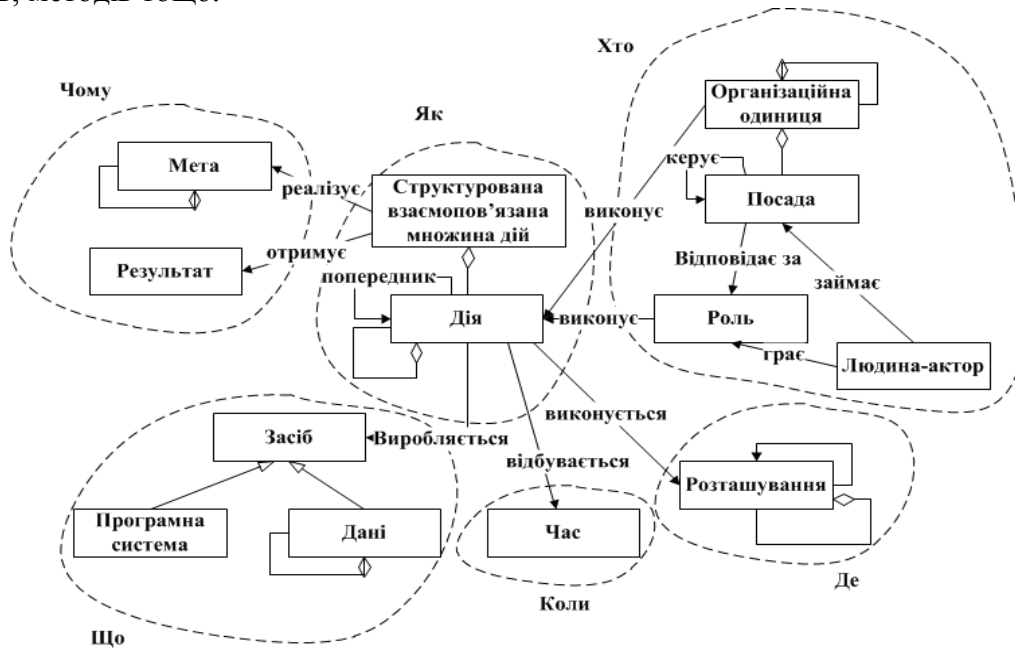 методів тощо.
Хто
Чому
Як
Організаційна
одиниця
керує
Мета
реалізує
Структурована
взаємопов’язана
множина дій
виконує
Посада
отримує
Результат
попередник
Відповідає за
займає
Дія
виконує
Роль
грає
Людина-актор
виконується
Засіб
Виробляється
відбувається
Розташування
Програмна
система
Дані
Час
Де
Коли
Що